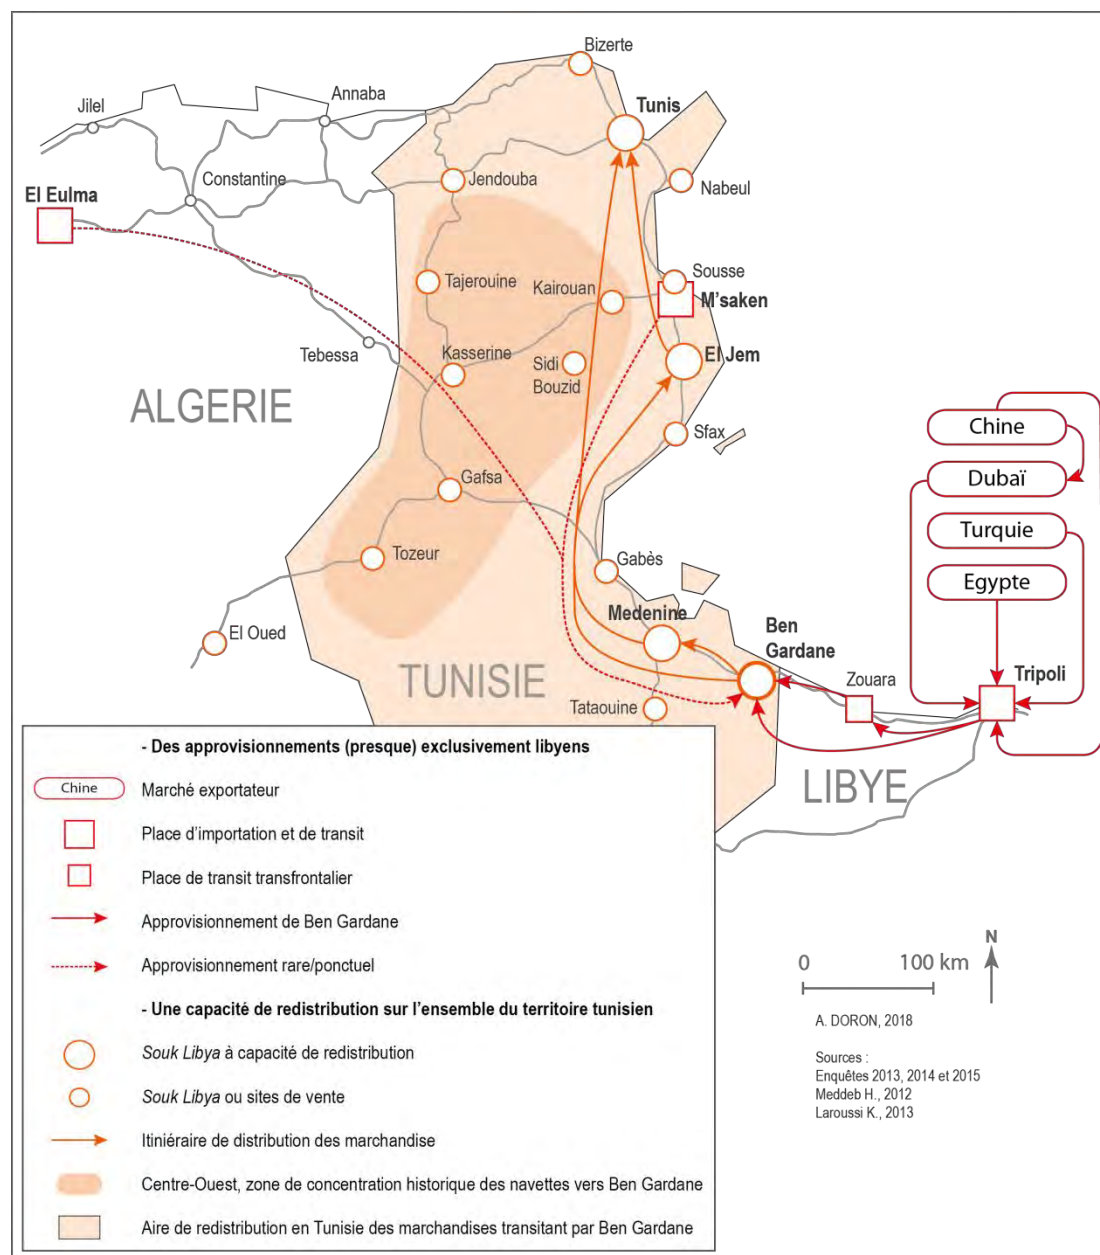 Bizerte
Annaba
Jilel
Tunis
Constantine
Jendouba
Nabeul
El Eulma
Sousse
Tajerouine
Kairouan
M'saken
Tebessa
Kasserine
Sidi
Bouzid
El Jem
ALGERIE
Chine
Sfax
Dubaï
Gafsa
Turquie
Tozeur
Gabès
Egypte
El Oued
Medenine
Ben
Gardane
TUNISIE
Zouara
Tripoli
Tataouine
LIBYE
- Des approvisionnements (presque) exclusivement libyens
Chine
Marché exportateur
Place d'importation et de transit
Place de transit transfrontalier
Approvisionnement de Ben Gardane
Approvisionnement rare/ponctuel
- Une capacité de redistribution sur l'ensemble du territoire tunisien
Souk Libya à capacité de redistribution
Souk Libya ou sites de vente
Itiniéraire de distribution des marchandise
Centre-Ouest, zone de concentration historique des navettes vers Ben Gardane
Aire de redistribution en Tunisie des marchandises transitant par Ben Gardane
N
0 100 km
A. DORON, 2018
Sources :
Enquêtes 2013, 2014 et 2015
Meddeb H., 2012
Laroussi K., 2013